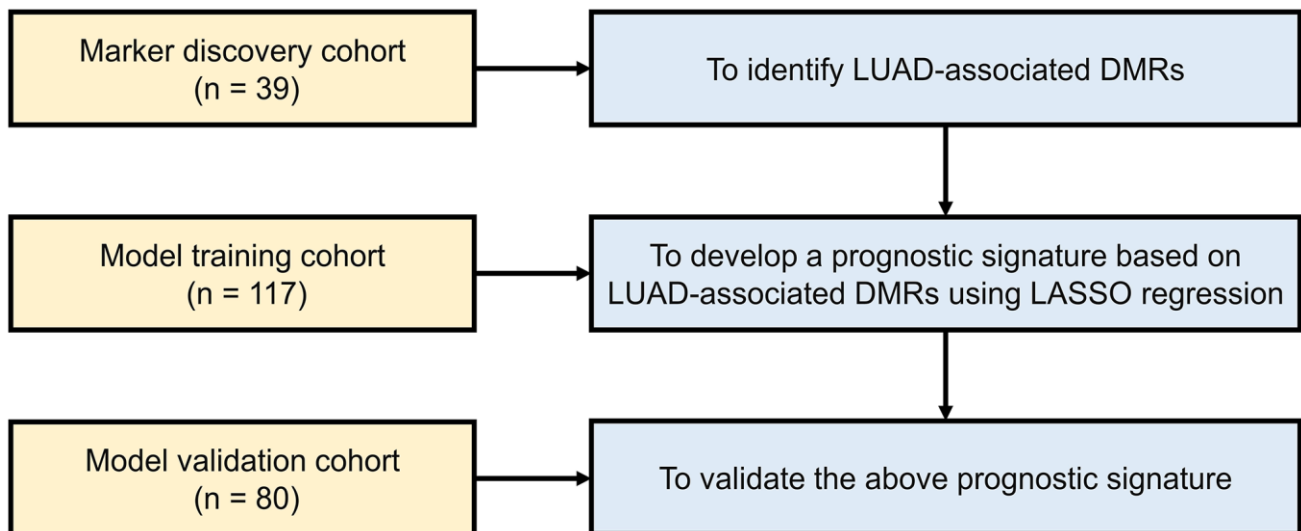 Marker discovery cohort
(n = 39)
To identify LUAD-associated DMRs
Model training cohort
(n = 117)
To develop a prognostic signature based on
LUAD-associated DMRs using LASSO regression
Model validation cohort
(n = 80)
To validate the above prognostic signature